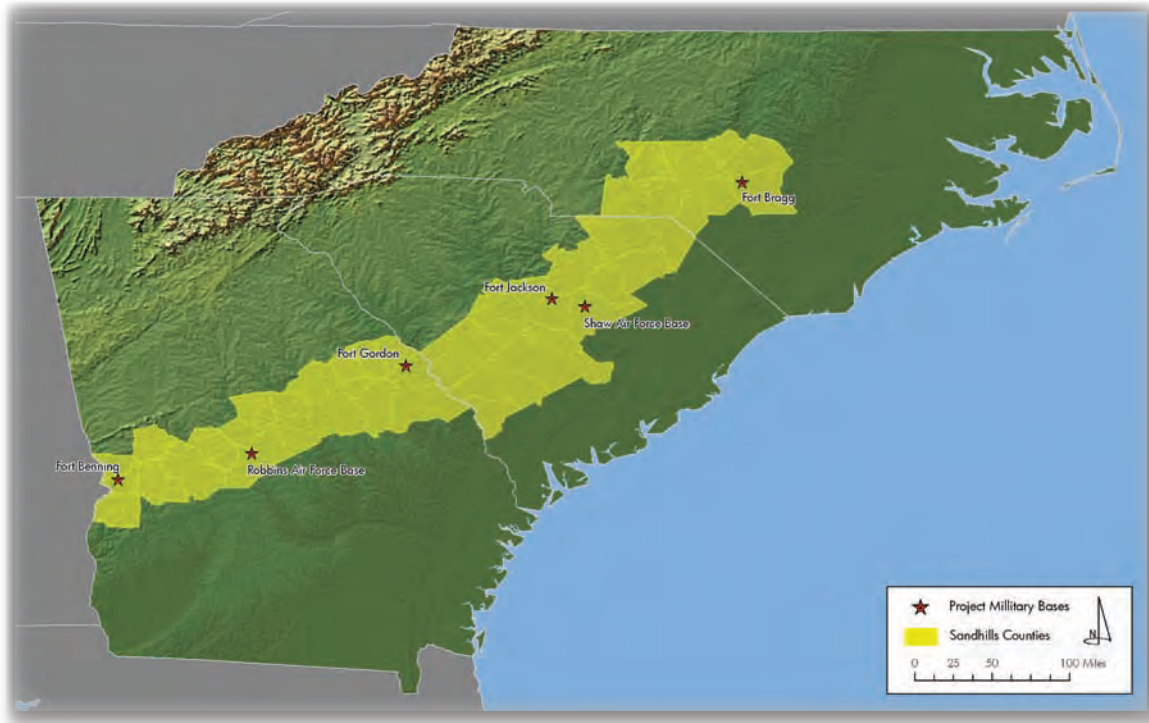 Fort Bragg
Fort Jackson
Shaw Air Force Base
Fort Gordon
Fort Benning
Robbins Air Force Base
Project Millitary Bases
Sandhills Counties
N
0 25 50 100 Miles